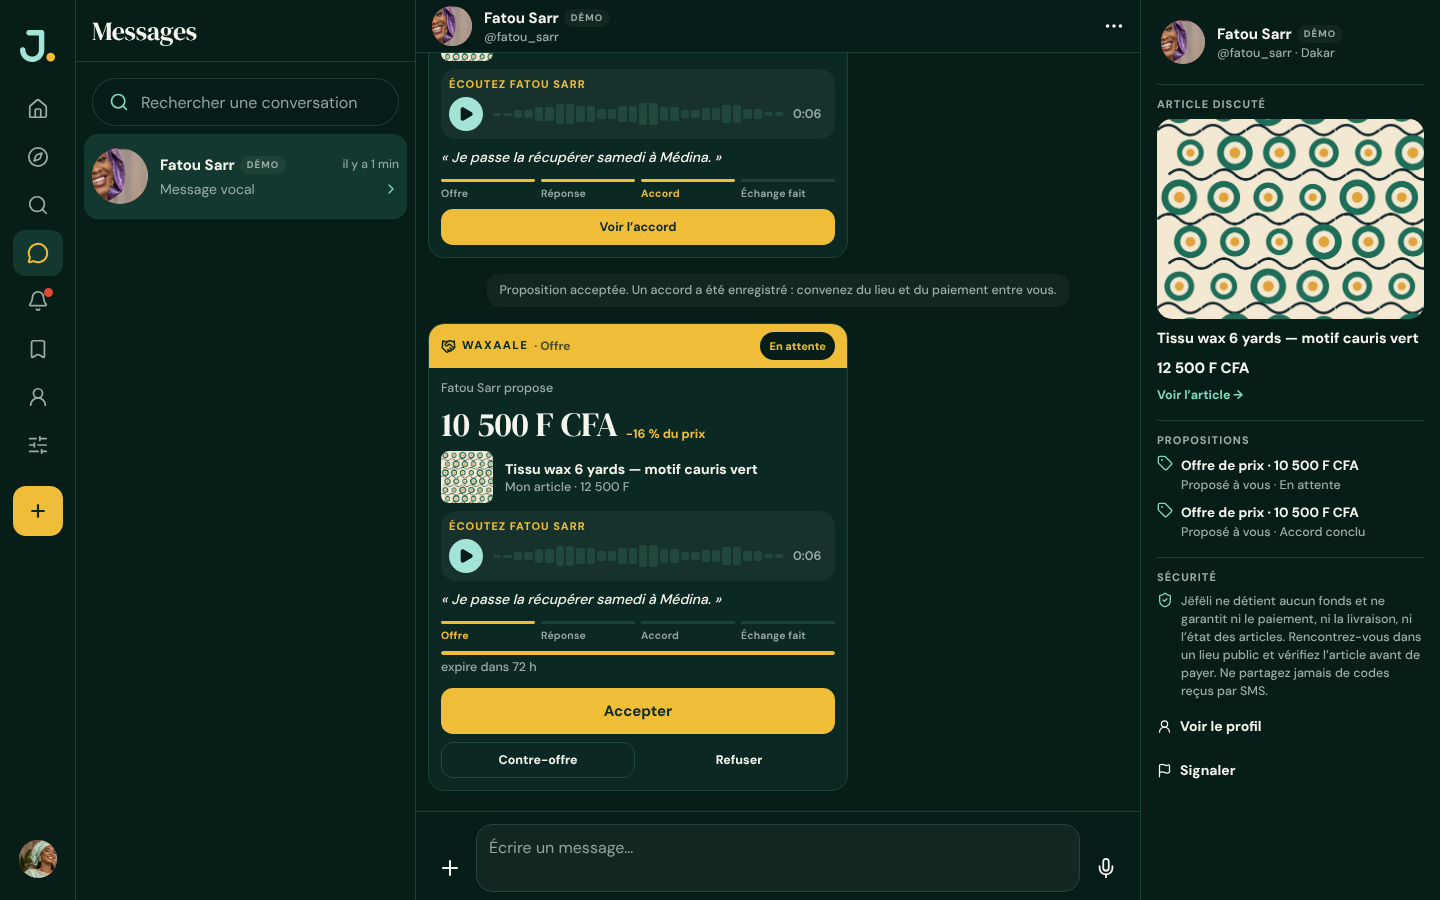 J.
Messages
Rechercher une conversation
Fatou Sarr DÉMO
il y a 1 min
Message vocal
Fatou Sarr DÉMO
@fatou_sarr
ÉCOUTEZ FATOU SARR
0:06
« Je passe la récupérer samedi à Médina. »
Offre Réponse Accord Échange fait
Voir l’accord
Proposition acceptée. Un accord a été enregistré : convenez du lieu et du paiement entre vous.
WAXAALE · Offre
En attente
Fatou Sarr propose
10 500 F CFA -16 % du prix
Tissu wax 6 yards — motif cauris vert
Mon article · 12 500 F
ÉCOUTEZ FATOU SARR
0:06
« Je passe la récupérer samedi à Médina. »
Offre Réponse Accord Échange fait
expire dans 72 h
Accepter
Contre-offre
Refuser
Écrire un message...
Fatou Sarr DÉMO
@fatou_sarr · Dakar
ARTICLE DISCUTÉ
Tissu wax 6 yards — motif cauris vert
12 500 F CFA
Voir l’article →
PROPOSITIONS
Offre de prix · 10 500 F CFA
Proposé à vous · En attente
Offre de prix · 10 500 F CFA
Proposé à vous · Accord conclu
SÉCURITÉ
Jëfëli ne détient aucun fonds et ne
garantit ni le paiement, ni la livraison, ni
l’état des articles. Rencontrez-vous dans
un lieu public et vérifiez l’article avant de
payer. Ne partagez jamais de codes
reçus par SMS.
Voir le profil
Signaler